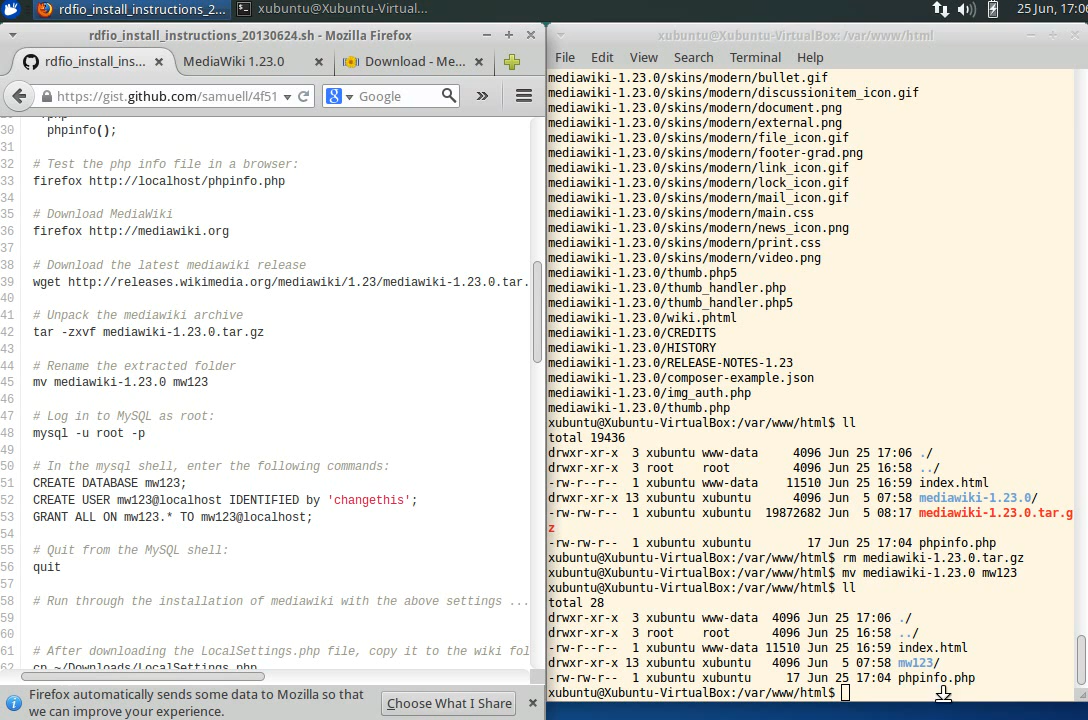 rdfio_install_instructions_2...
xubuntu@Xubuntu-Virtual...
25 Jun, 17:06
rdfio_install_instructions_20130624.sh - Mozilla Firefox
rdfio_install_ins...
MediaWiki 1.23.0
Download - Me...
https://gist.github.com/samuell/4f51
Google
30 phpinfo();
31
32 # Test the php info file in a browser:
33 firefox http://localhost/phpinfo.php
34
35 # Download MediaWiki
36 firefox http://mediawiki.org
37
38 # Download the latest mediawiki release
39 wget http://releases.wikimedia.org/mediawiki/1.23/mediawiki-1.23.0.tar.
40
41 # Unpack the mediawiki archive
42 tar -zxvf mediawiki-1.23.0.tar.gz
43
44 # Rename the extracted folder
45 mv mediawiki-1.23.0 mw123
46
47 # Log in to MySQL as root:
48 mysql -u root -p
49
50 # In the mysql shell, enter the following commands:
51 CREATE DATABASE mw123;
52 CREATE USER mw123@localhost IDENTIFIED by 'changethis';
53 GRANT ALL ON mw123.* TO mw123@localhost;
54
55 # Quit from the MySQL shell:
56 quit
57
58 # Run through the installation of mediawiki with the above settings ...
59
60
61 # After downloading the LocalSettings.php file, copy it to the wiki fol
62 cp ~/Downloads/LocalSettings.php
Firefox automatically sends some data to Mozilla so that
we can improve your experience.
Choose What I Share
xubuntu@Xubuntu-VirtualBox: /var/www/html
File Edit View Search Terminal Help
mediawiki-1.23.0/skins/modern/bullet.gif
mediawiki-1.23.0/skins/modern/discussionitem_icon.gif
mediawiki-1.23.0/skins/modern/document.png
mediawiki-1.23.0/skins/modern/external.png
mediawiki-1.23.0/skins/modern/file_icon.gif
mediawiki-1.23.0/skins/modern/footer-grad.png
mediawiki-1.23.0/skins/modern/link_icon.gif
mediawiki-1.23.0/skins/modern/lock_icon.gif
mediawiki-1.23.0/skins/modern/mail_icon.gif
mediawiki-1.23.0/skins/modern/main.css
mediawiki-1.23.0/skins/modern/news_icon.png
mediawiki-1.23.0/skins/modern/print.css
mediawiki-1.23.0/skins/modern/video.png
mediawiki-1.23.0/thumb.php5
mediawiki-1.23.0/thumb_handler.php
mediawiki-1.23.0/thumb_handler.php5
mediawiki-1.23.0/wiki.phtml
mediawiki-1.23.0/CREDITS
mediawiki-1.23.0/HISTORY
mediawiki-1.23.0/RELEASE-NOTES-1.23
mediawiki-1.23.0/composer-example.json
mediawiki-1.23.0/img_auth.php
mediawiki-1.23.0/thumb.php
xubuntu@Xubuntu-VirtualBox:/var/www/html$ ll
total 19436
drwxr-xr-x 3 xubuntu www-data 4096 Jun 25 17:06 ./
drwxr-xr-x 3 root root 4096 Jun 25 16:58 ../
-rw-r--r-- 1 xubuntu www-data 11510 Jun 25 16:59 index.html
drwxr-xr-x 13 xubuntu xubuntu 4096 Jun 5 07:58 mediawiki-1.23.0/
-rw-rw-r-- 1 xubuntu xubuntu 19872682 Jun 5 08:17 mediawiki-1.23.0.tar.g
z
-rw-rw-r-- 1 xubuntu xubuntu 17 Jun 25 17:04 phpinfo.php
xubuntu@Xubuntu-VirtualBox:/var/www/html$ rm mediawiki-1.23.0.tar.gz
xubuntu@Xubuntu-VirtualBox:/var/www/html$ mv mediawiki-1.23.0 mw123
xubuntu@Xubuntu-VirtualBox:/var/www/html$ ll
total 28
drwxr-xr-x 3 xubuntu www-data 4096 Jun 25 17:06 ./
drwxr-xr-x 3 root root 4096 Jun 25 16:58 ../
-rw-r--r-- 1 xubuntu www-data 11510 Jun 25 16:59 index.html
drwxr-xr-x 13 xubuntu xubuntu 4096 Jun 5 07:58 mw123/
-rw-rw-r-- 1 xubuntu xubuntu 17 Jun 25 17:04 phpinfo.php
xubuntu@Xubuntu-VirtualBox:/var/www/html$